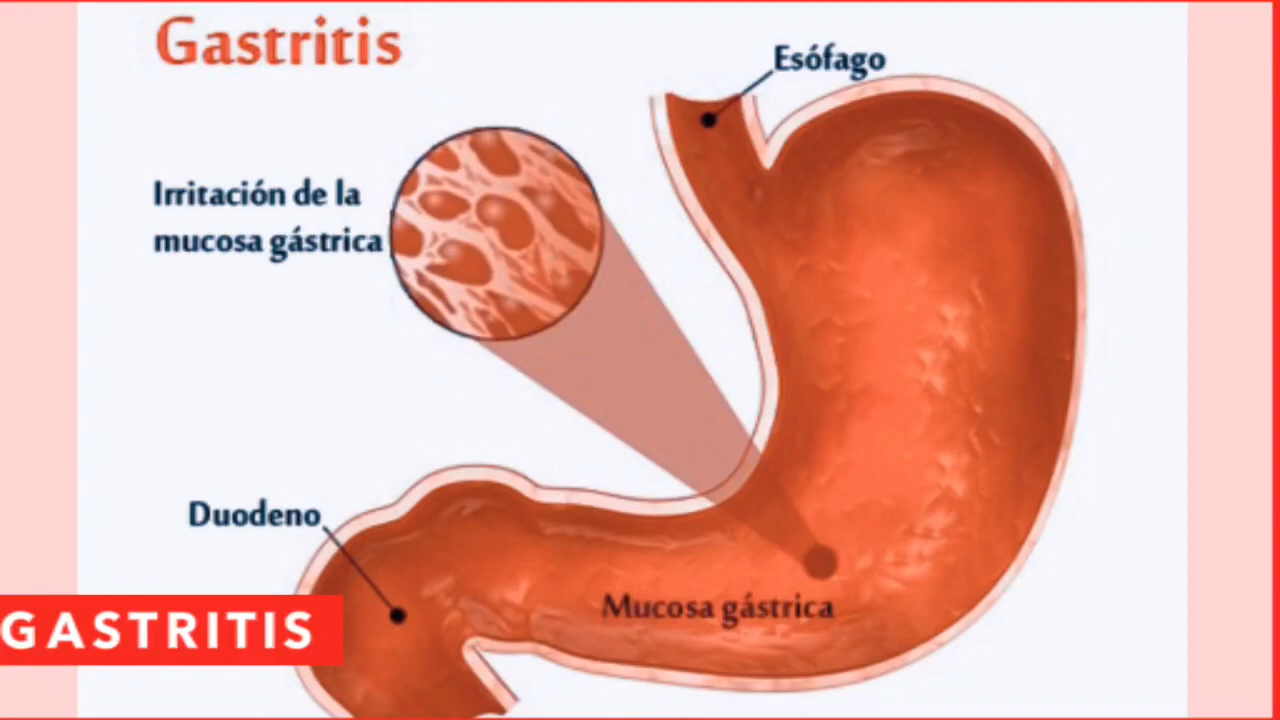 Gastritis
Esófago
Irritación de la
mucosa gástrica
Duodeno
Mucosa gástrica
GASTRITIS